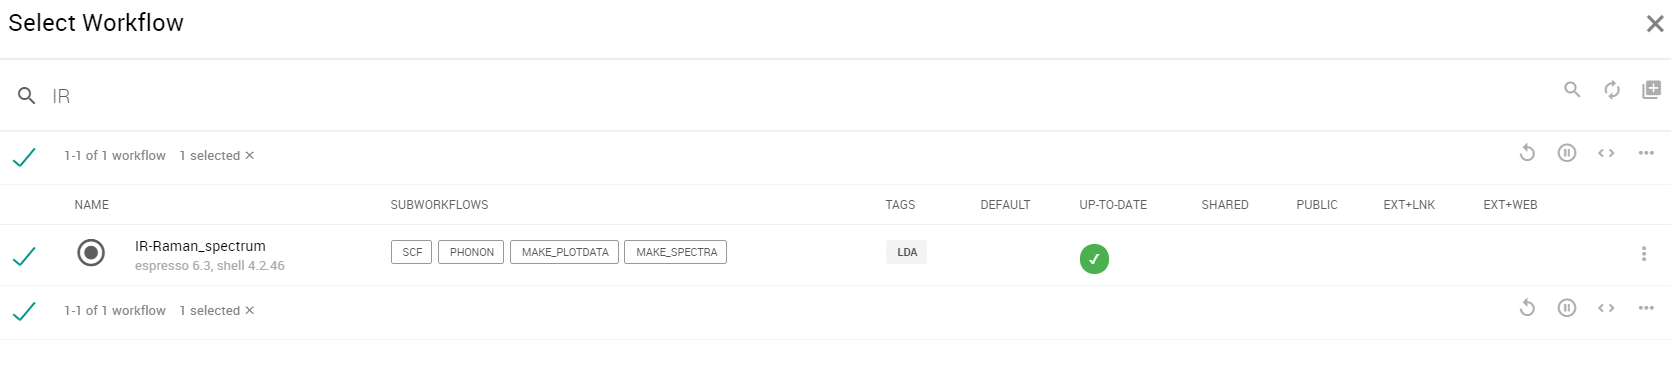 Select Workflow
IR
1-1 of 1 workflow 1 selected ×
NAME SUBWORKFLOWS TAGS DEFAULT UP-TO-DATE SHARED PUBLIC EXT+LNK EXT+WEB
IR-Raman_spectrum SCF PHONON MAKE_PLOTDATA MAKE_SPECTRA LDA
espresso 6.3, shell 4.2.46
1-1 of 1 workflow 1 selected ×